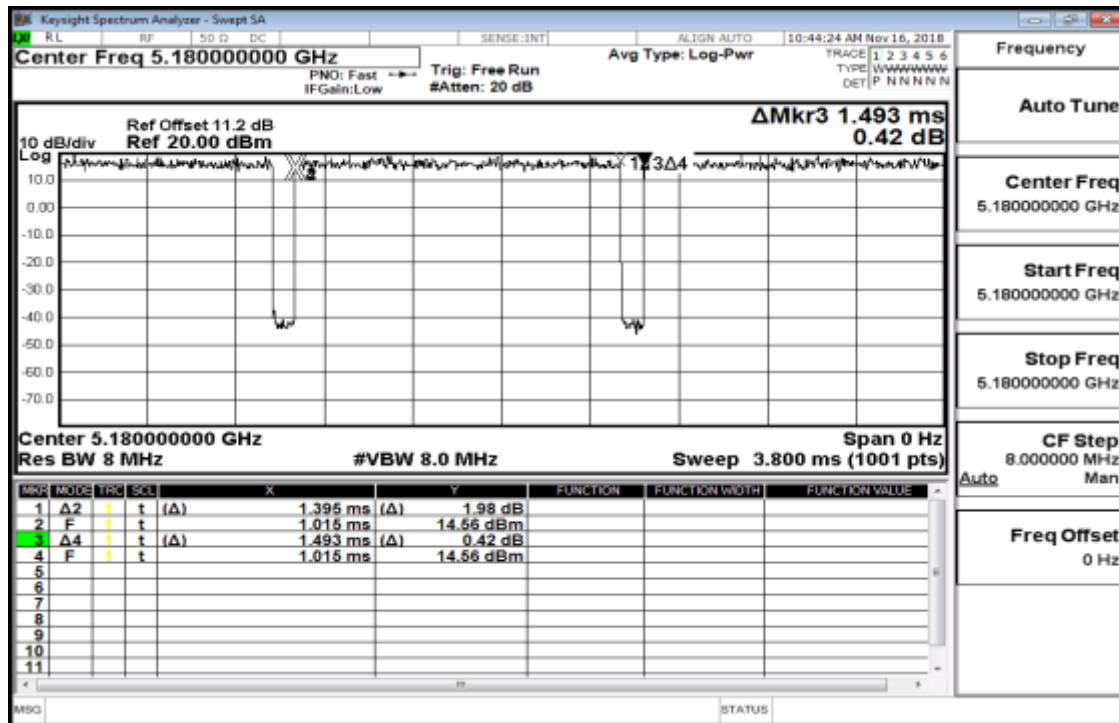 Keysight Spectrum Analyzer - Swept SA
RL RF 50 Ω DC SENSE:INT ALIGN AUTO 10:44:24 AM Nov 16, 2018
Center Freq 5.180000000 GHz
PNO: Fast
IFGain:Low
Trig: Free Run
#Atten: 20 dB
Avg Type: Log-Pwr
TRACE 1 2 3 4 5 6
TYPE WWWWWW
DET P N N N N N
ΔMkr3 1.493 ms
0.42 dB
Ref Offset 11.2 dB
10 dB/div Ref 20.00 dBm
Log
10.0
0.00
-10.0
-20.0
-30.0
-40.0
-50.0
-60.0
-70.0
3Δ4
Center 5.180000000 GHz Span 0 Hz
Res BW 8 MHz #VBW 8.0 MHz Sweep 3.800 ms (1001 pts)
MKR MODE TRC SCL X Y FUNCTION FUNCTION WIDTH FUNCTION VALUE
1 Δ2 1 t (Δ) 1.395 ms (Δ) 1.98 dB
2 F 1 t 1.015 ms 14.56 dBm
3 Δ4 1 t (Δ) 1.493 ms (Δ) 0.42 dB
4 F 1 t 1.015 ms 14.56 dBm
5
6
7
8
9
10
11
MSG STATUS
Frequency
Auto Tune
Center Freq
5.180000000 GHz
Start Freq
5.180000000 GHz
Stop Freq
5.180000000 GHz
CF Step
8.000000 MHz
Auto Man
Freq Offset
0 Hz